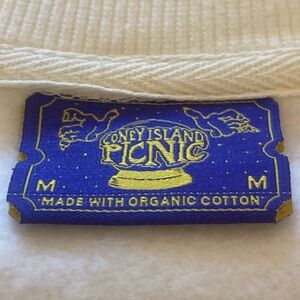 CONEY ISLAND
PICNIC
M M
MADE WITH ORGANIC COTTON